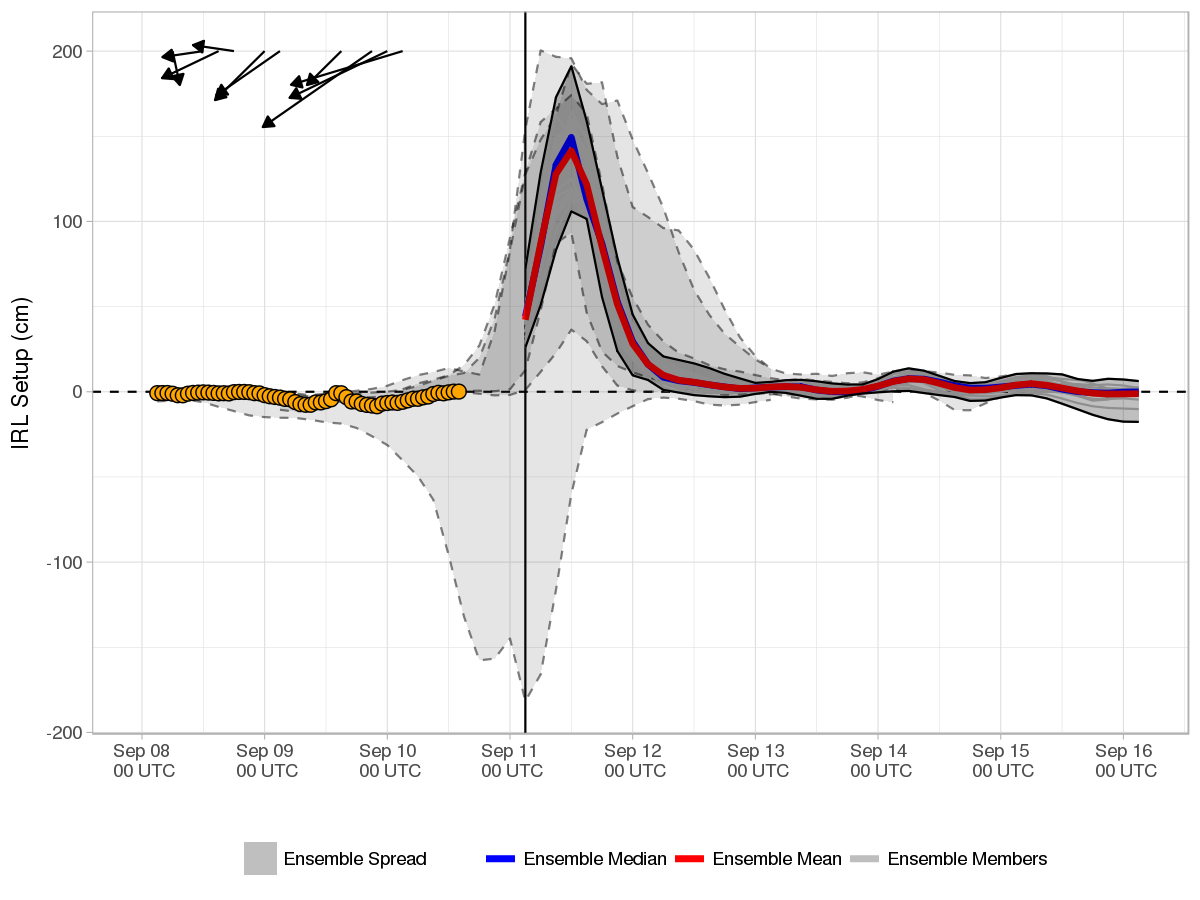 IRL Setup (cm)
200
100
0
-100
-200
Sep 08 Sep 09 Sep 10 Sep 11 Sep 12 Sep 13 Sep 14 Sep 15 Sep 16
00 UTC 00 UTC 00 UTC 00 UTC 00 UTC 00 UTC 00 UTC 00 UTC 00 UTC
Ensemble Spread Ensemble Median Ensemble Mean Ensemble Members